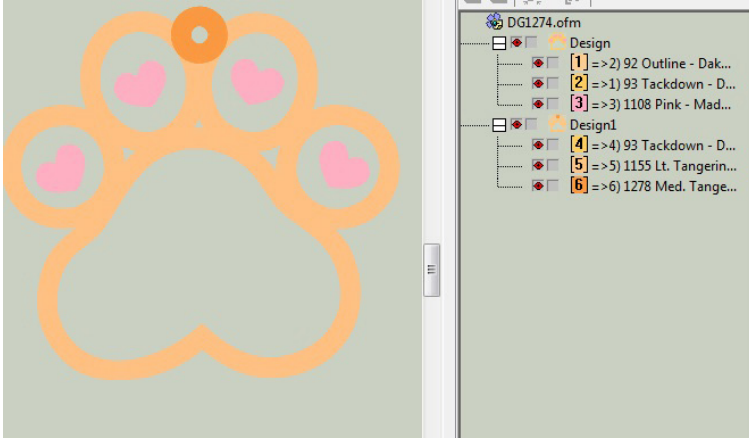 DG1274.ofm
Design
1 =>2) 92 Outline - Dak...
2 =>1) 93 Tackdown - D...
3 =>3) 1108 Pink - Mad...
Design1
4 =>4) 93 Tackdown - D...
5 =>5) 1155 Lt. Tangerin...
6 =>6) 1278 Med. Tange...